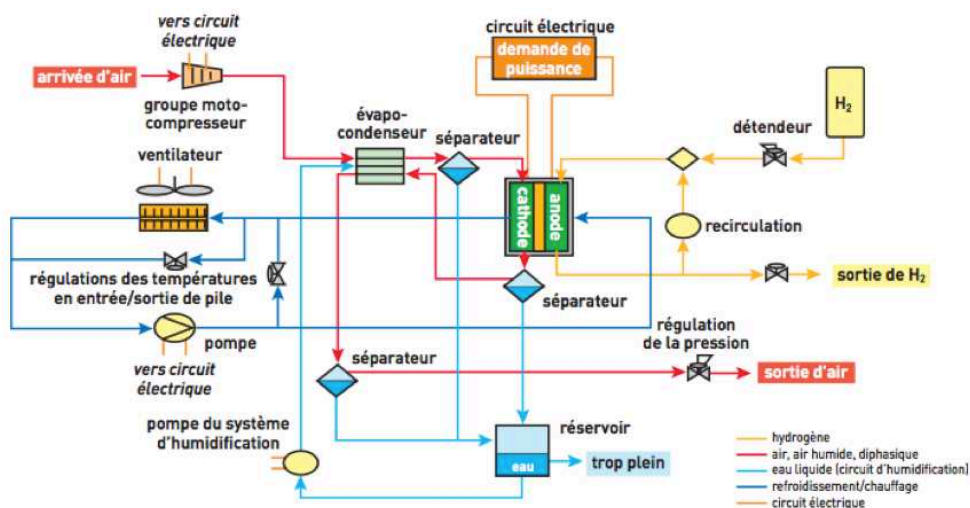 vers circuit
électrique
arrivée d'air
groupe moto-
compresseur
circuit électrique
demande de
puissance
H2
détendeur
évapo-
condenseur
séparateur
ventilateur
cathode
anode
recirculation
régulations des températures
en entrée/sortie de pile
séparateur
sortie de H2
pompe
vers circuit
électrique
séparateur
régulation
de la pression
sortie d'air
pompe du système
d'humidification
réservoir
eau
trop plein
hydrogène
air, air humide, diphasique
eau liquide (circuit d'humidification)
refroidissement/chauffage
circuit électrique